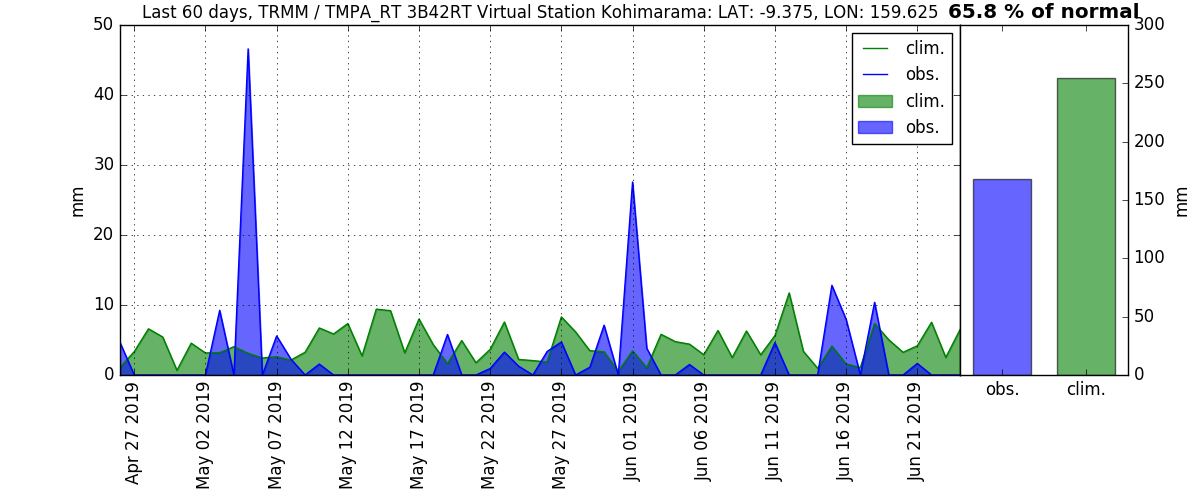 Last 60 days, TRMM / TMPA_RT 3B42RT Virtual Station Kohimarama: LAT: -9.375, LON: 159.625 65.8 % of normal
50
40
30
20
10
0
mm
clim.
obs.
clim.
obs.
Apr 27 2019
May 02 2019
May 07 2019
May 12 2019
May 17 2019
May 22 2019
May 27 2019
Jun 01 2019
Jun 06 2019
Jun 11 2019
Jun 16 2019
Jun 21 2019
300
250
200
150
100
50
0
mm
obs. clim.